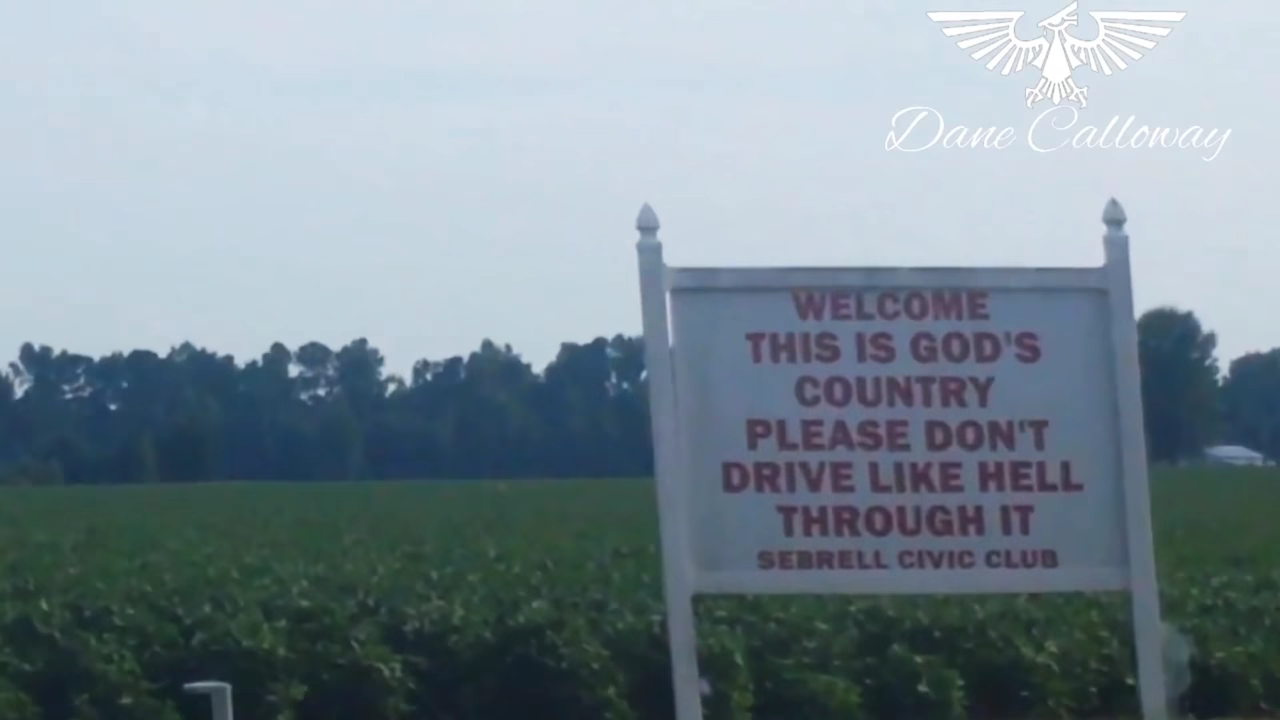 Dane Calloway
WELCOME
THIS IS GOD'S
COUNTRY
PLEASE DON'T
DRIVE LIKE HELL
THROUGH IT
SEBRELL CIVIC CLUB